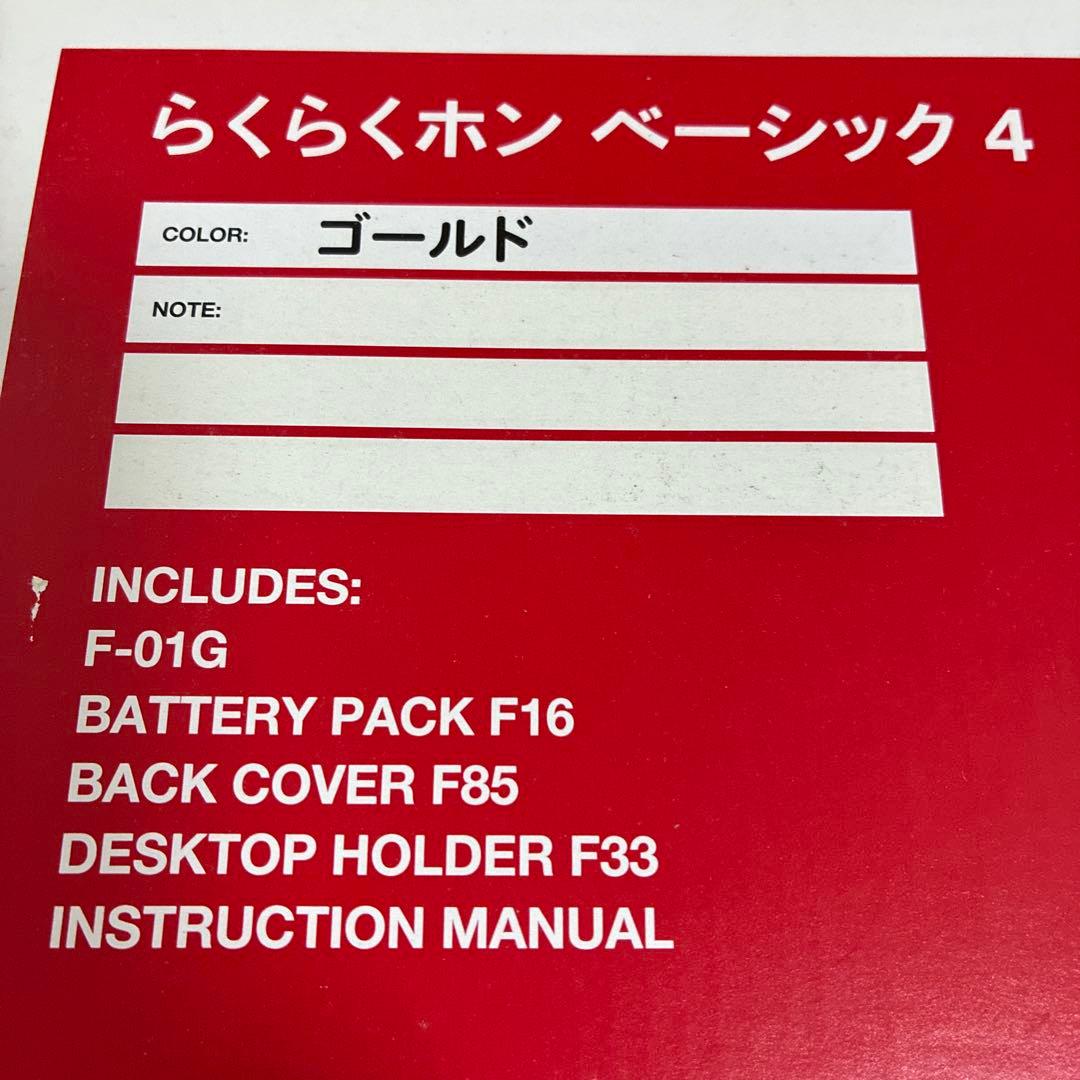 らくらくホン ベーシック 4
COLOR: ゴールド
NOTE:
INCLUDES:
F-01G
BATTERY PACK F16
BACK COVER F85
DESKTOP HOLDER F33
INSTRUCTION MANUAL